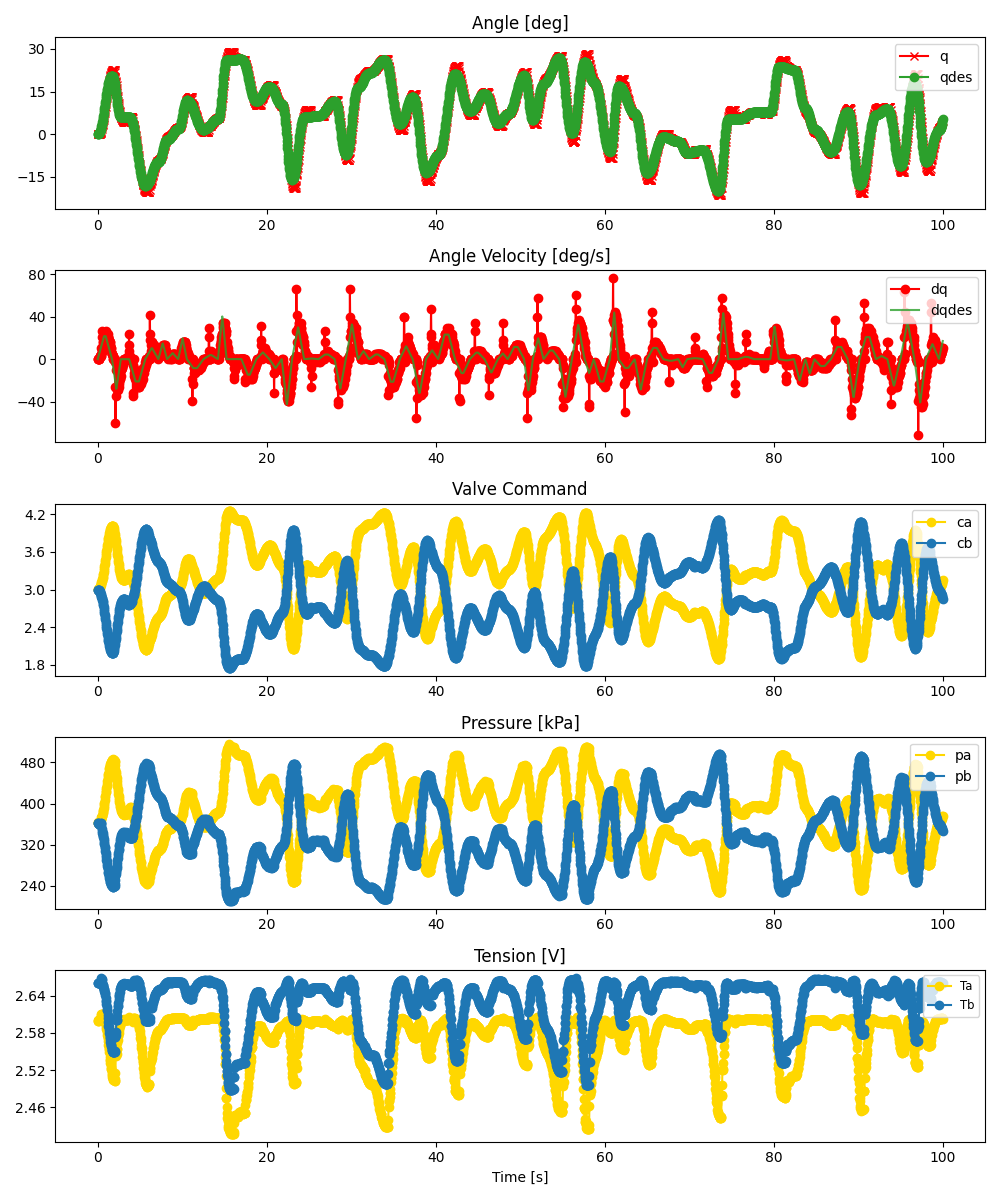 Angle [deg]
30
15
0
−15
q
qdes
0 20 40 60 80 100
Angle Velocity [deg/s]
80
40
0
−40
dq
dqdes
0 20 40 60 80 100
Valve Command
4.2
3.6
3.0
2.4
1.8
ca
cb
0 20 40 60 80 100
Pressure [kPa]
480
400
320
240
pa
pb
0 20 40 60 80 100
Tension [V]
2.64
2.58
2.52
2.46
Ta
Tb
0 20 40 60 80 100
Time [s]